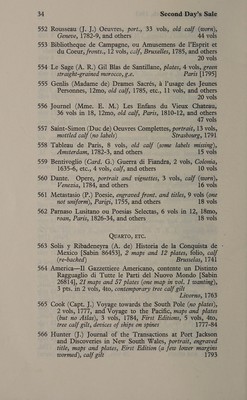 34 Second Day's Sale
552 Rousseau (J. J.) Oeuvres, port., 33 vols, old calf (worn),
Geneve, 1782-9, and others 44 vols
553 Bibliotheque de Campagne, ou Amusemens de l'Esprit et
du Coeur, fronts., 12 vols, calf, Bruxelles, 1785, and others
20 vols
554 Le Sage (A. R.) Gil Blas de Santillane, plates, 4 vols, green
straight-grained morocco, g.e. Paris [1795]
555 Genlis (Madame de) Drames Sacrés, à l'usage des Jeunes
Personnes, 12mo, old calf, 1785, etc., 11 vols, and others
20 vols
556 Journel (Mme. E. M.) Les Enfans du Vieux Chateau,
36 vols in 18, 12mo, old calf, Paris, 1810-12, and others
47 vols
557 Saint-Simon (Duc de) Oeuvres Complettes, portrait, 13 vols,
mottled calf (no labels) Strasbourg, 1791
558 Tableau de Paris, 8 vols, old calf (some labels missing),
Amsterdam, 1782-3, and others 15 vols
559 Bentivoglio (Card. G.) Guerra di Fiandra, 2 vols, Colonia,
1635-6, etc., 4 vols, calf, and others 10 vols
560 Dante. Opere, portrait and vignettes, 3 vols, calf (worn),
Venezia, 1784, and others 16 vols
561 Metastasio (P.) Poesie, engraved front. and titles, 9 vols (one
not uniform), Parigi, 1755, and others 18 vols
562 Parnaso Lusitano ou Poesias Selectas, 6 vols in 12, 18mo,
roan, Paris, 1826-34, and others 18 vols
QUARTO, ETC.
563 Solis y Ribadeneyra (A. de) Historia de la Conquista de
Mexico [Sabin 86453], 2 maps and 12 plates, folio, calf
(re-backed) Bruselas, 1741
564 America—Il Gazzettiere Americano, contento un Distinto
Ragguaglio di Tutte le Parti del Nuovo Mondo [Sabin
26814], 21 maps and 57 plates (one map in vol. 1 wanting),
3 pts. in 2 vols, 4to, contemporary tree calf gilt
Livorno, 1763
565 Cook (Capt. J.) Voyage towards the South Pole (no plates),
2 vols, 1777, and Voyage to the Pacific, maps and plates
(but no Atlas), 3 vols, 1784, First Editions, 5 vols, 4to,
tree calf gilt, devices of ships on spines 1777-84
566 Hunter (J.) Journal of the Transactions at Port Jackson
and Discoveries in New South Wales, portrait, engraved
title, maps and plates, First Edition (a few lower margins
wormed), calf gilt 1793